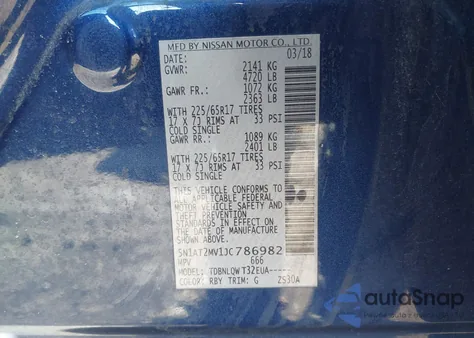 MFD BY NISSAN MOTOR CO., LTD.
DATE: 03/18
GVWR: 2141 KG
4720 LB
GAWR FR.: 1072 KG
2363 LB
WITH 225/65R17 TIRES
17 X 7J RIMS AT 33 PSI
COLD SINGLE
GAWR RR.: 1089 KG
2401 LB
WITH 225/65R17 TIRES
17 X 7J RIMS AT 33 PSI
COLD SINGLE
THIS VEHICLE CONFORMS TO
ALL APPLICABLE FEDERAL
MOTOR VEHICLE SAFETY AND
THEFT PREVENTION
STANDARDS IN EFFECT ON
THE DATE OF MANUFACTURE
SHOWN ABOVE.
5N1AT2MV1JC786982
MPV 666
MODEL: TDBNLQW T32EUA-----
COLOR: RBY TRIM: G ZS30A
autoSnap